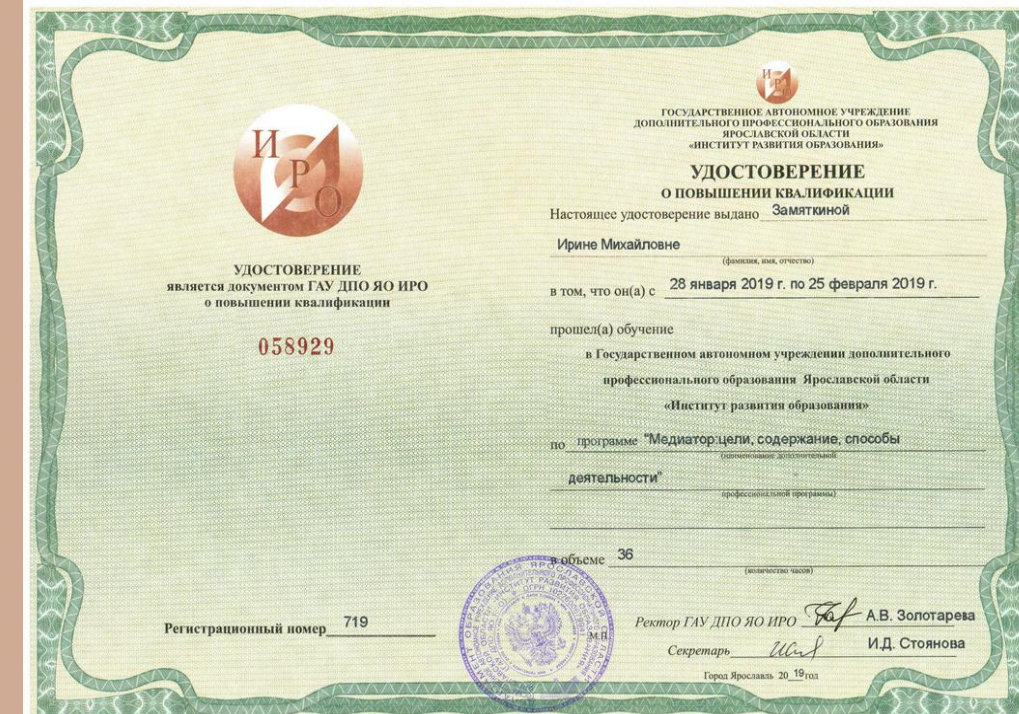 И
Р
О
УДОСТОВЕРЕНИЕ
является документом ГАУ ДПО ЯО ИРО
о повышении квалификации
058929
Регистрационный номер 719
И
Р
О
ГОСУДАРСТВЕННОЕ АВТОНОМНОЕ УЧРЕЖДЕНИЕ
ДОПОЛНИТЕЛЬНОГО ПРОФЕССИОНАЛЬНОГО ОБРАЗОВАНИЯ
ЯРОСЛАВСКОЙ ОБЛАСТИ
«ИНСТИТУТ РАЗВИТИЯ ОБРАЗОВАНИЯ»
УДОСТОВЕРЕНИЕ
О ПОВЫШЕНИИ КВАЛИФИКАЦИИ
Настоящее удостоверение выдано Замяткиной
Ирине Михайловне
(фамилия, имя, отчество)
в том, что он(а) с 28 января 2019 г. по 25 февраля 2019 г.
прошел(а) обучение
в Государственном автономном учреждении дополнительного
профессионального образования Ярославской области
«Институт развития образования»
по программе "Медиатор:цели, содержание, способы
(наименование дополнительной
деятельности"
профессиональной программы)
в объеме 36
(количество часов)
М.П.
Ректор ГАУ ДПО ЯО ИРО А.В. Золотарева
Секретарь И.Д. Стоянова
Город Ярославль 20 19 год